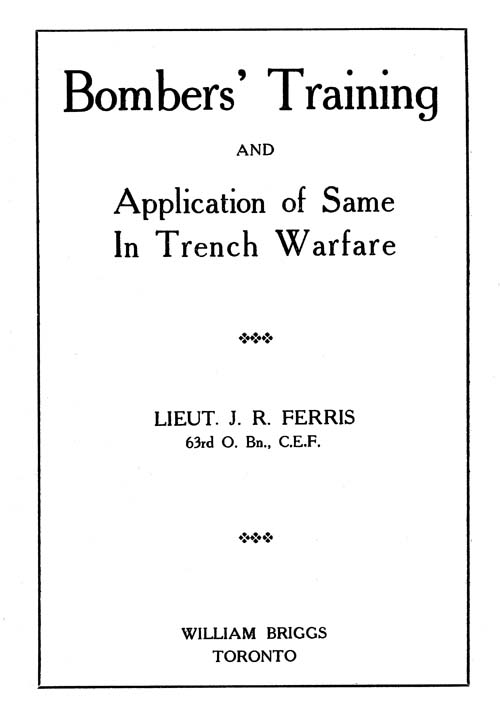 Bombers' Training
AND
Application of Same
In Trench Warfare
LIEUT. J. R. FERRIS
63rd O. Bn., C.E.F.
WILLIAM BRIGGS
TORONTO